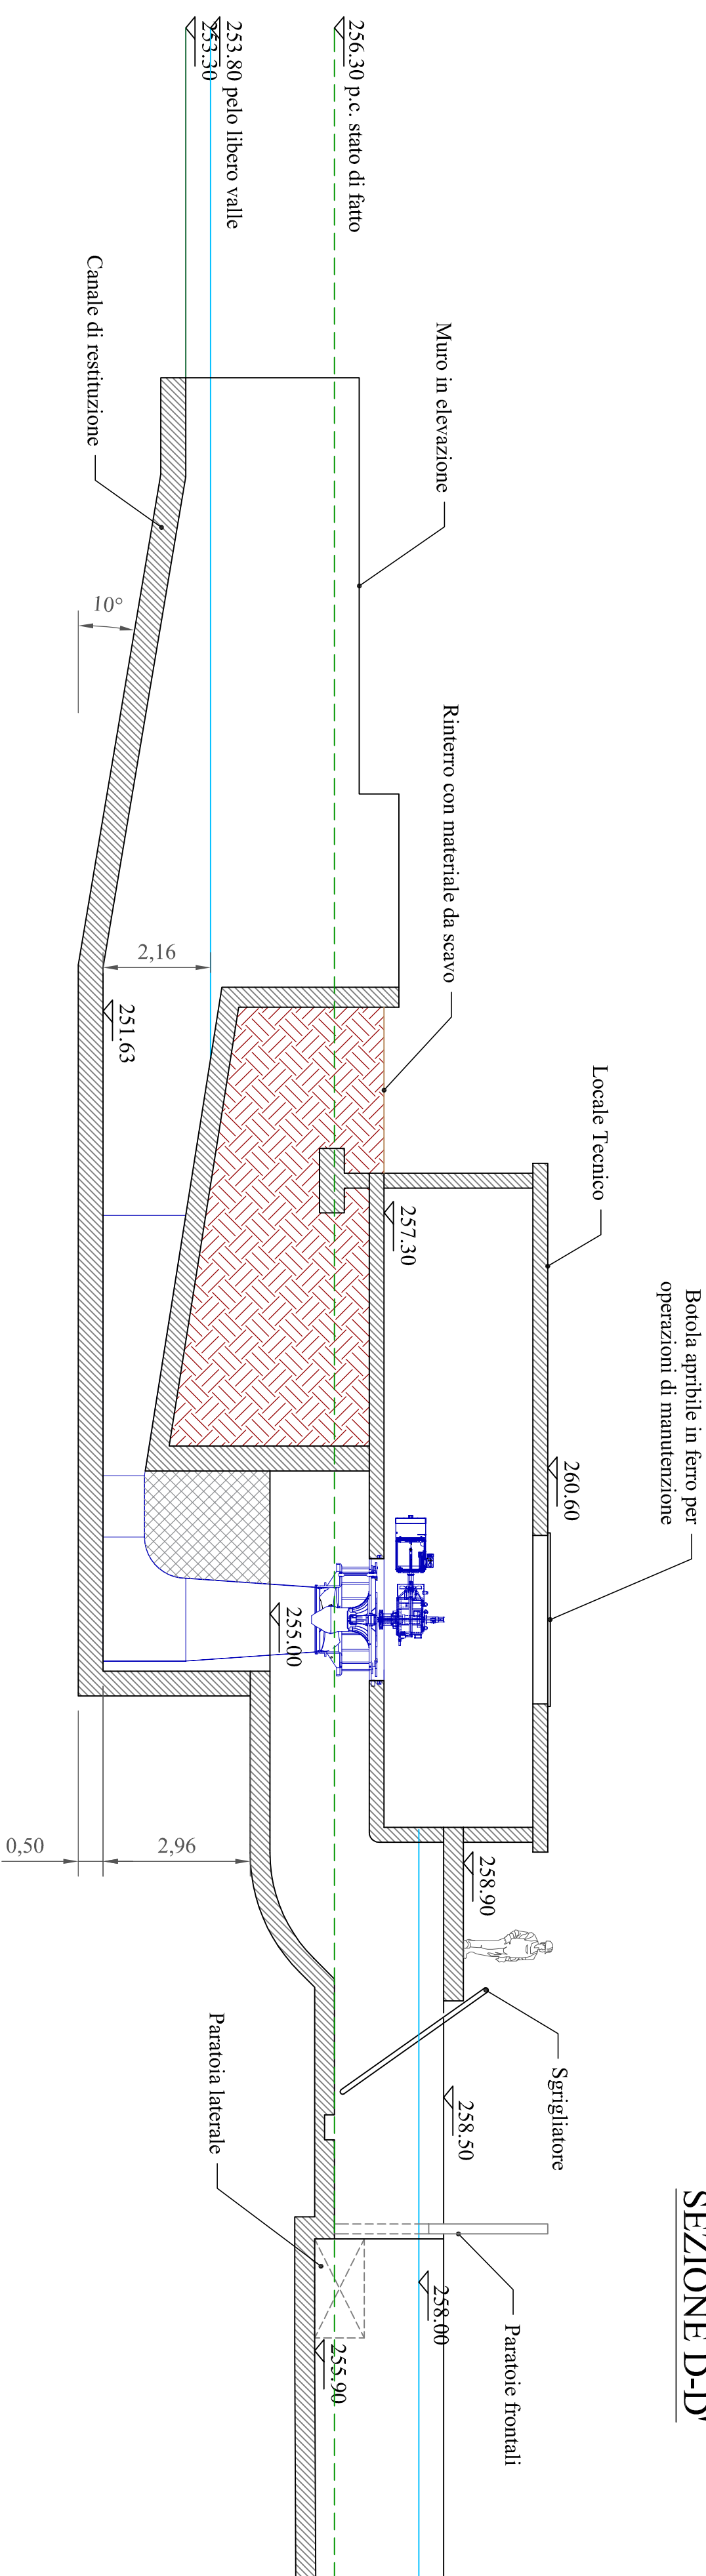 SEZIONE D-D'
Botola apribile in ferro per
operazioni di manutenzione
Locale Tecnico
260.60
Muro in elevazione
Rinterro con materiale da scavo
257.30
258.90
Sgrigliatore
258.50
Paratoie frontali
258.00
256.30 p.c. stato di fatto
253.80 pelo libero valle
253.30
255.00
255.90
Paratoia laterale
Canale di restituzione
10°
2,16
251.63
2,96
0,50